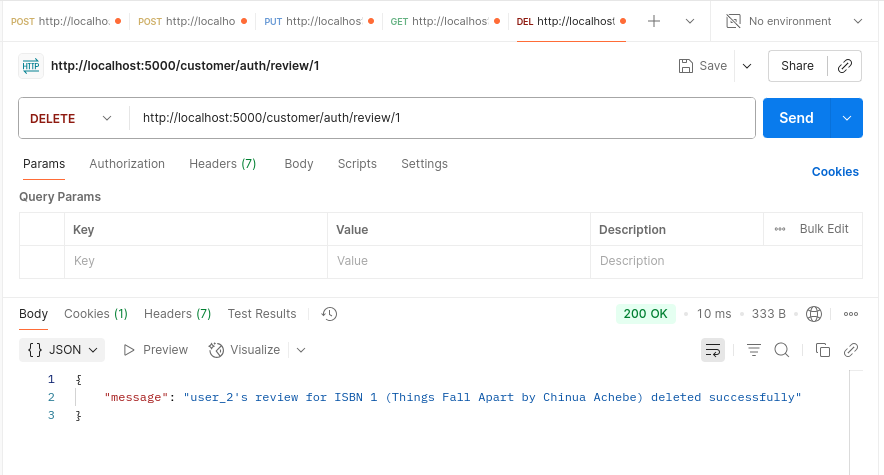 POST http://localho. POST http://localho PUT http://localhos GET http://localhos DEL http://localhost No environment
HTTP http://localhost:5000/customer/auth/review/1 Save Share
DELETE http://localhost:5000/customer/auth/review/1 Send
Params Authorization Headers (7) Body Scripts Settings Cookies
Query Params
Key Value Description Bulk Edit
Key Value Description
Body Cookies (1) Headers (7) Test Results 200 OK 10 ms 333 B
{} JSON Preview Visualize
1 {
2 "message": "user_2's review for ISBN 1 (Things Fall Apart by Chinua Achebe) deleted successfully"
3 }